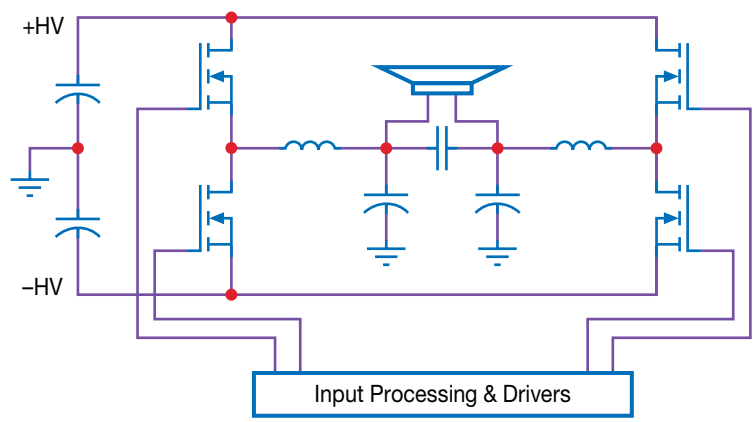 +HV
–HV
Input Processing & Drivers